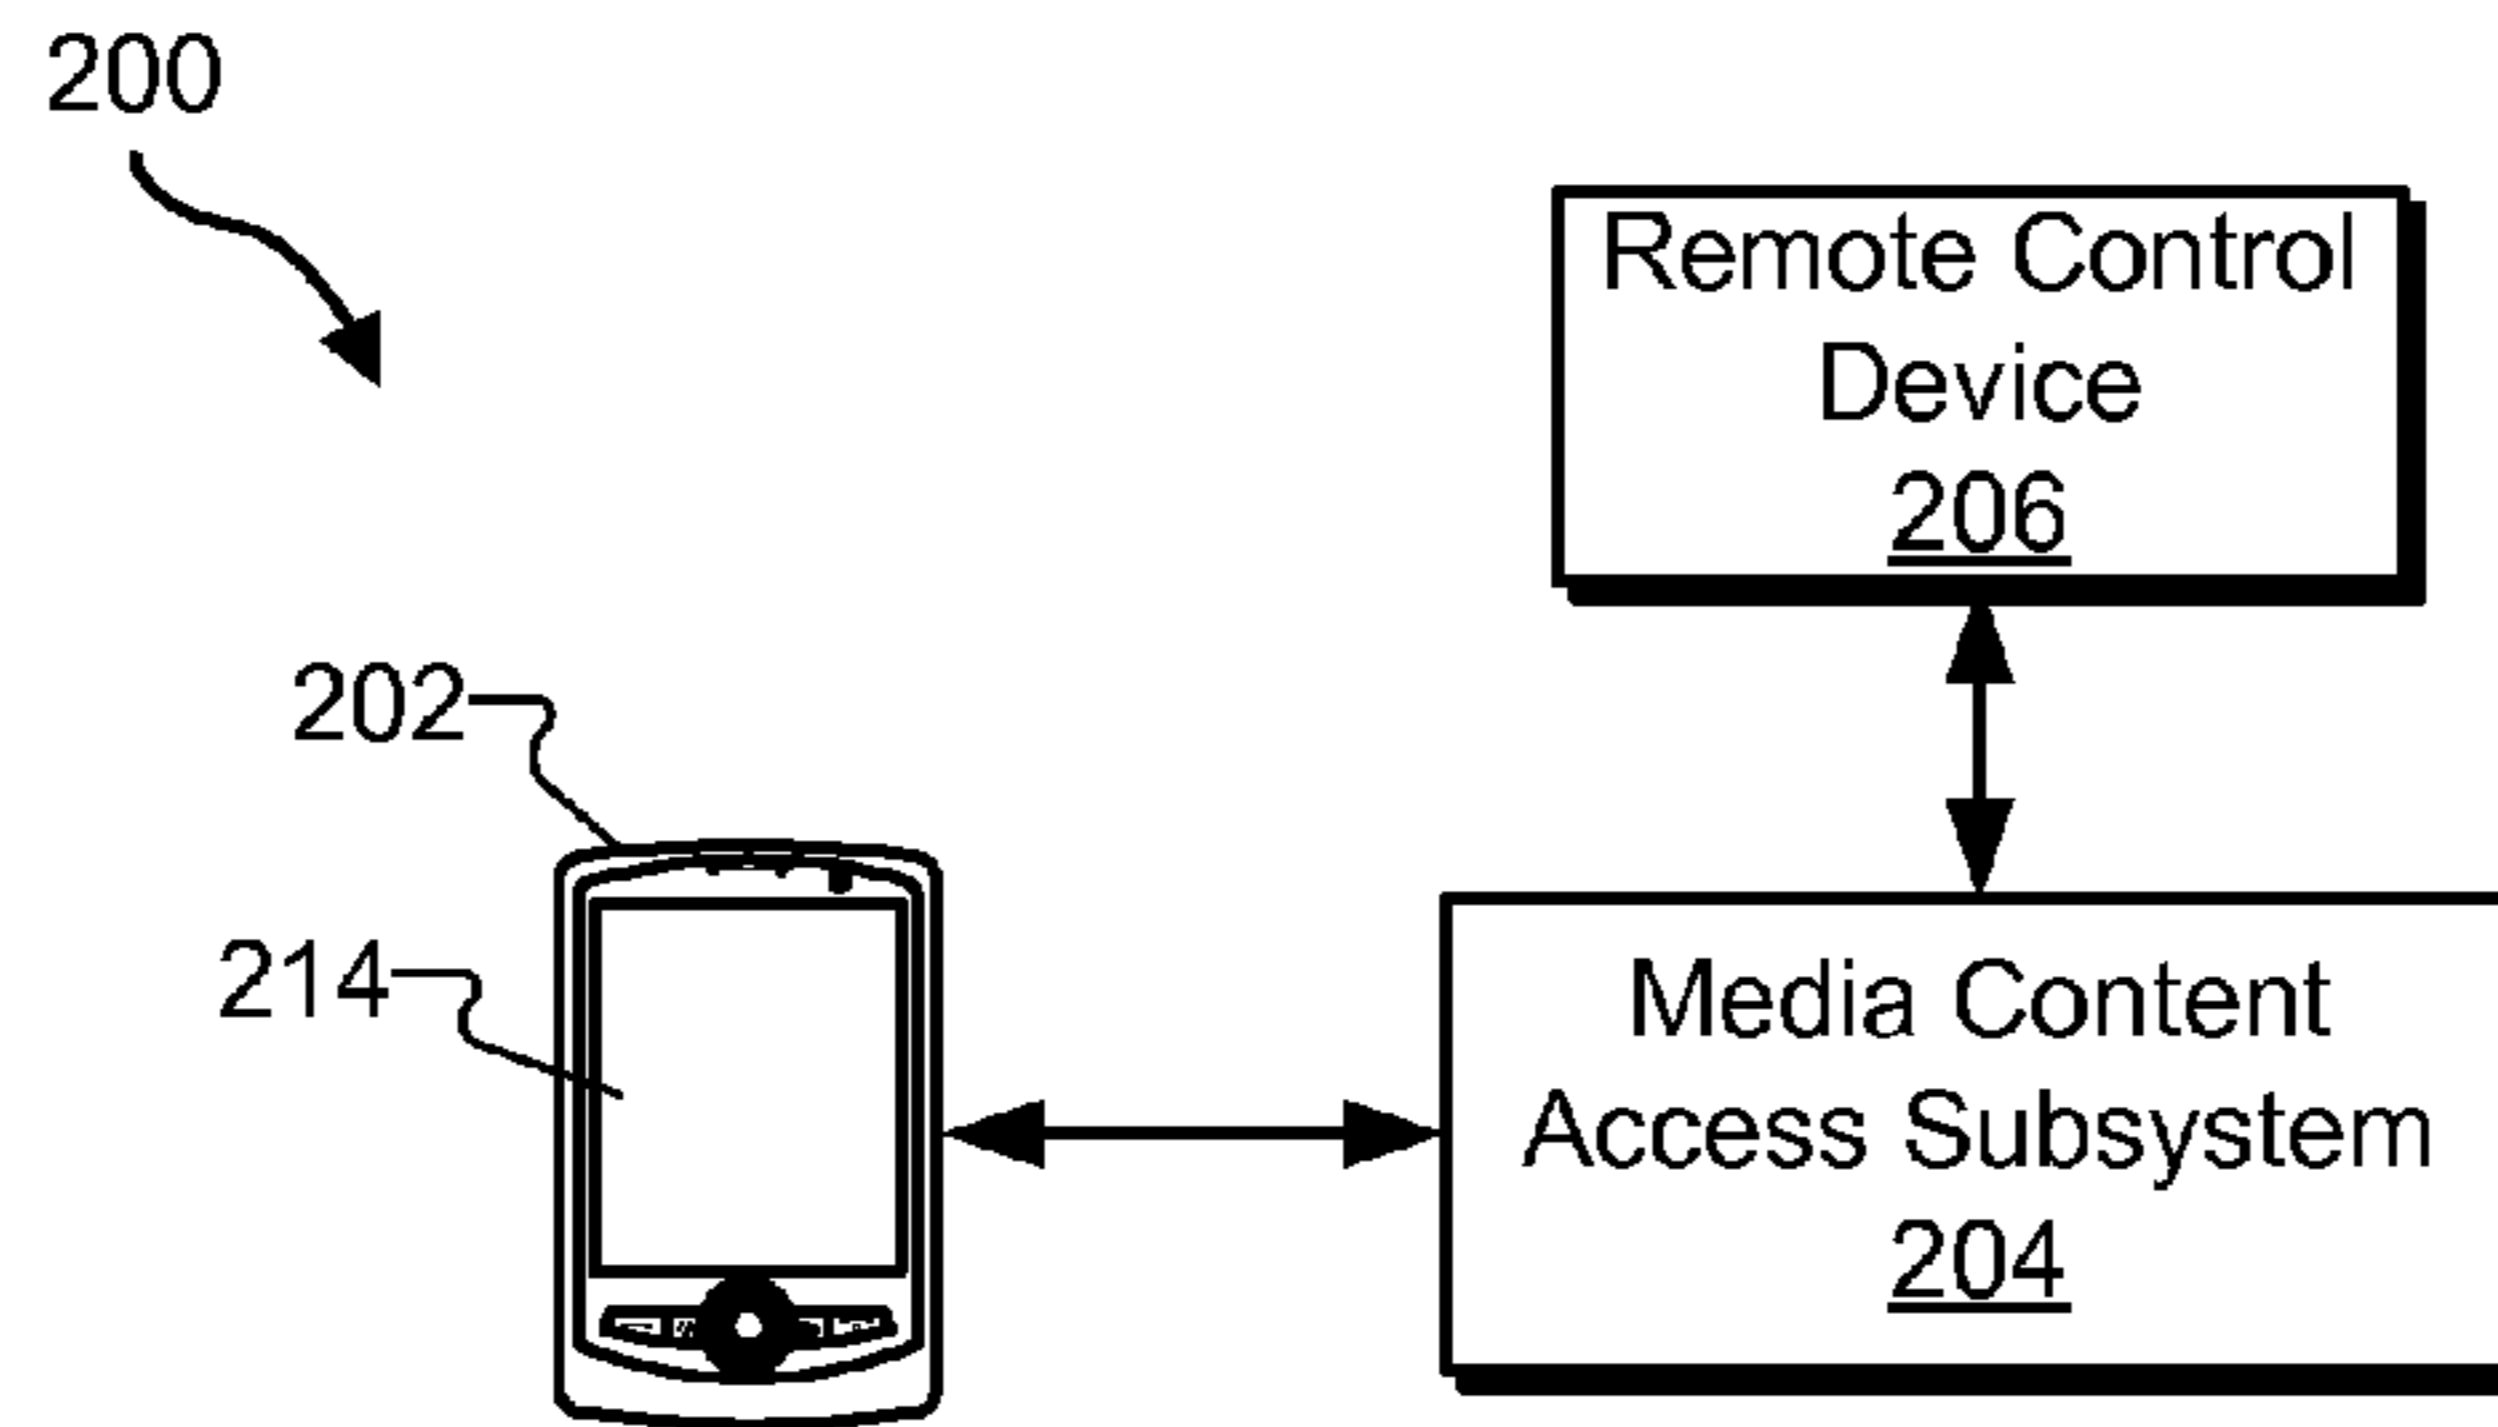 200
Remote Control
Device
206
202
214
Media Content
Access Subsystem
204